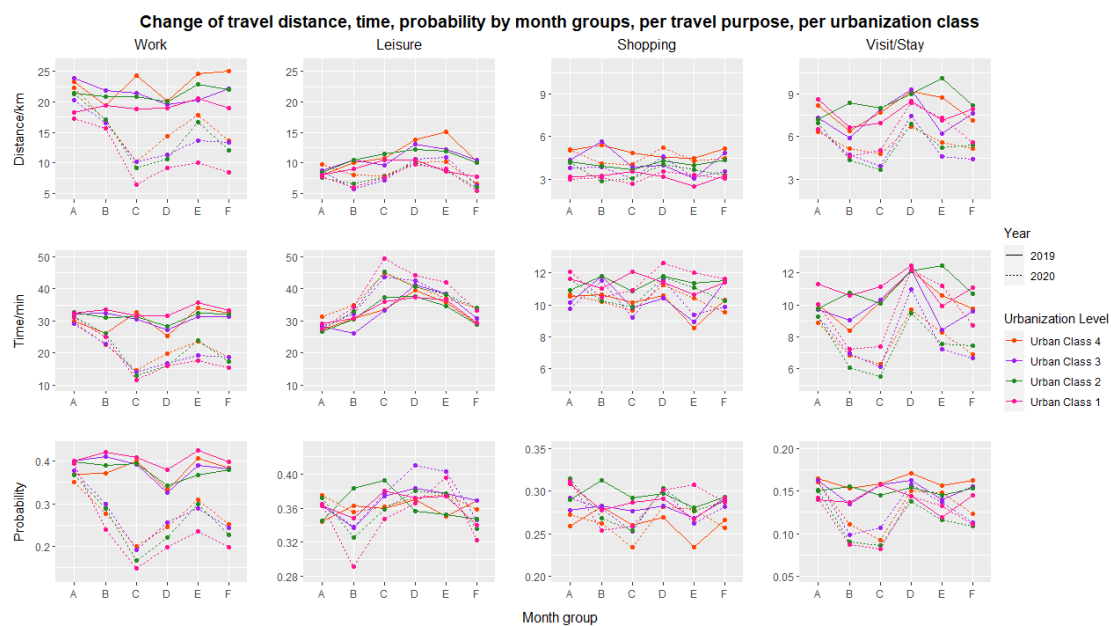 Change of travel distance, time, probability by month groups, per travel purpose, per urbanization class
Work Leisure Shopping Visit/Stay
Distance/km
25
20
15
10
5
A B C D E F
25
20
15
10
5
A B C D E F
9
6
3
A B C D E F
9
6
3
A B C D E F
Time/min
50
40
30
20
10
A B C D E F
50
40
30
20
10
A B C D E F
12
10
8
6
A B C D E F
12
10
8
6
A B C D E F
Probability
0.4
0.3
0.2
A B C D E F
0.40
0.36
0.32
0.28
A B C D E F
0.35
0.30
0.25
0.20
A B C D E F
0.20
0.15
0.10
0.05
A B C D E F
Month group
Year
2019
2020
Urbanization Level
Urban Class 4
Urban Class 3
Urban Class 2
Urban Class 1